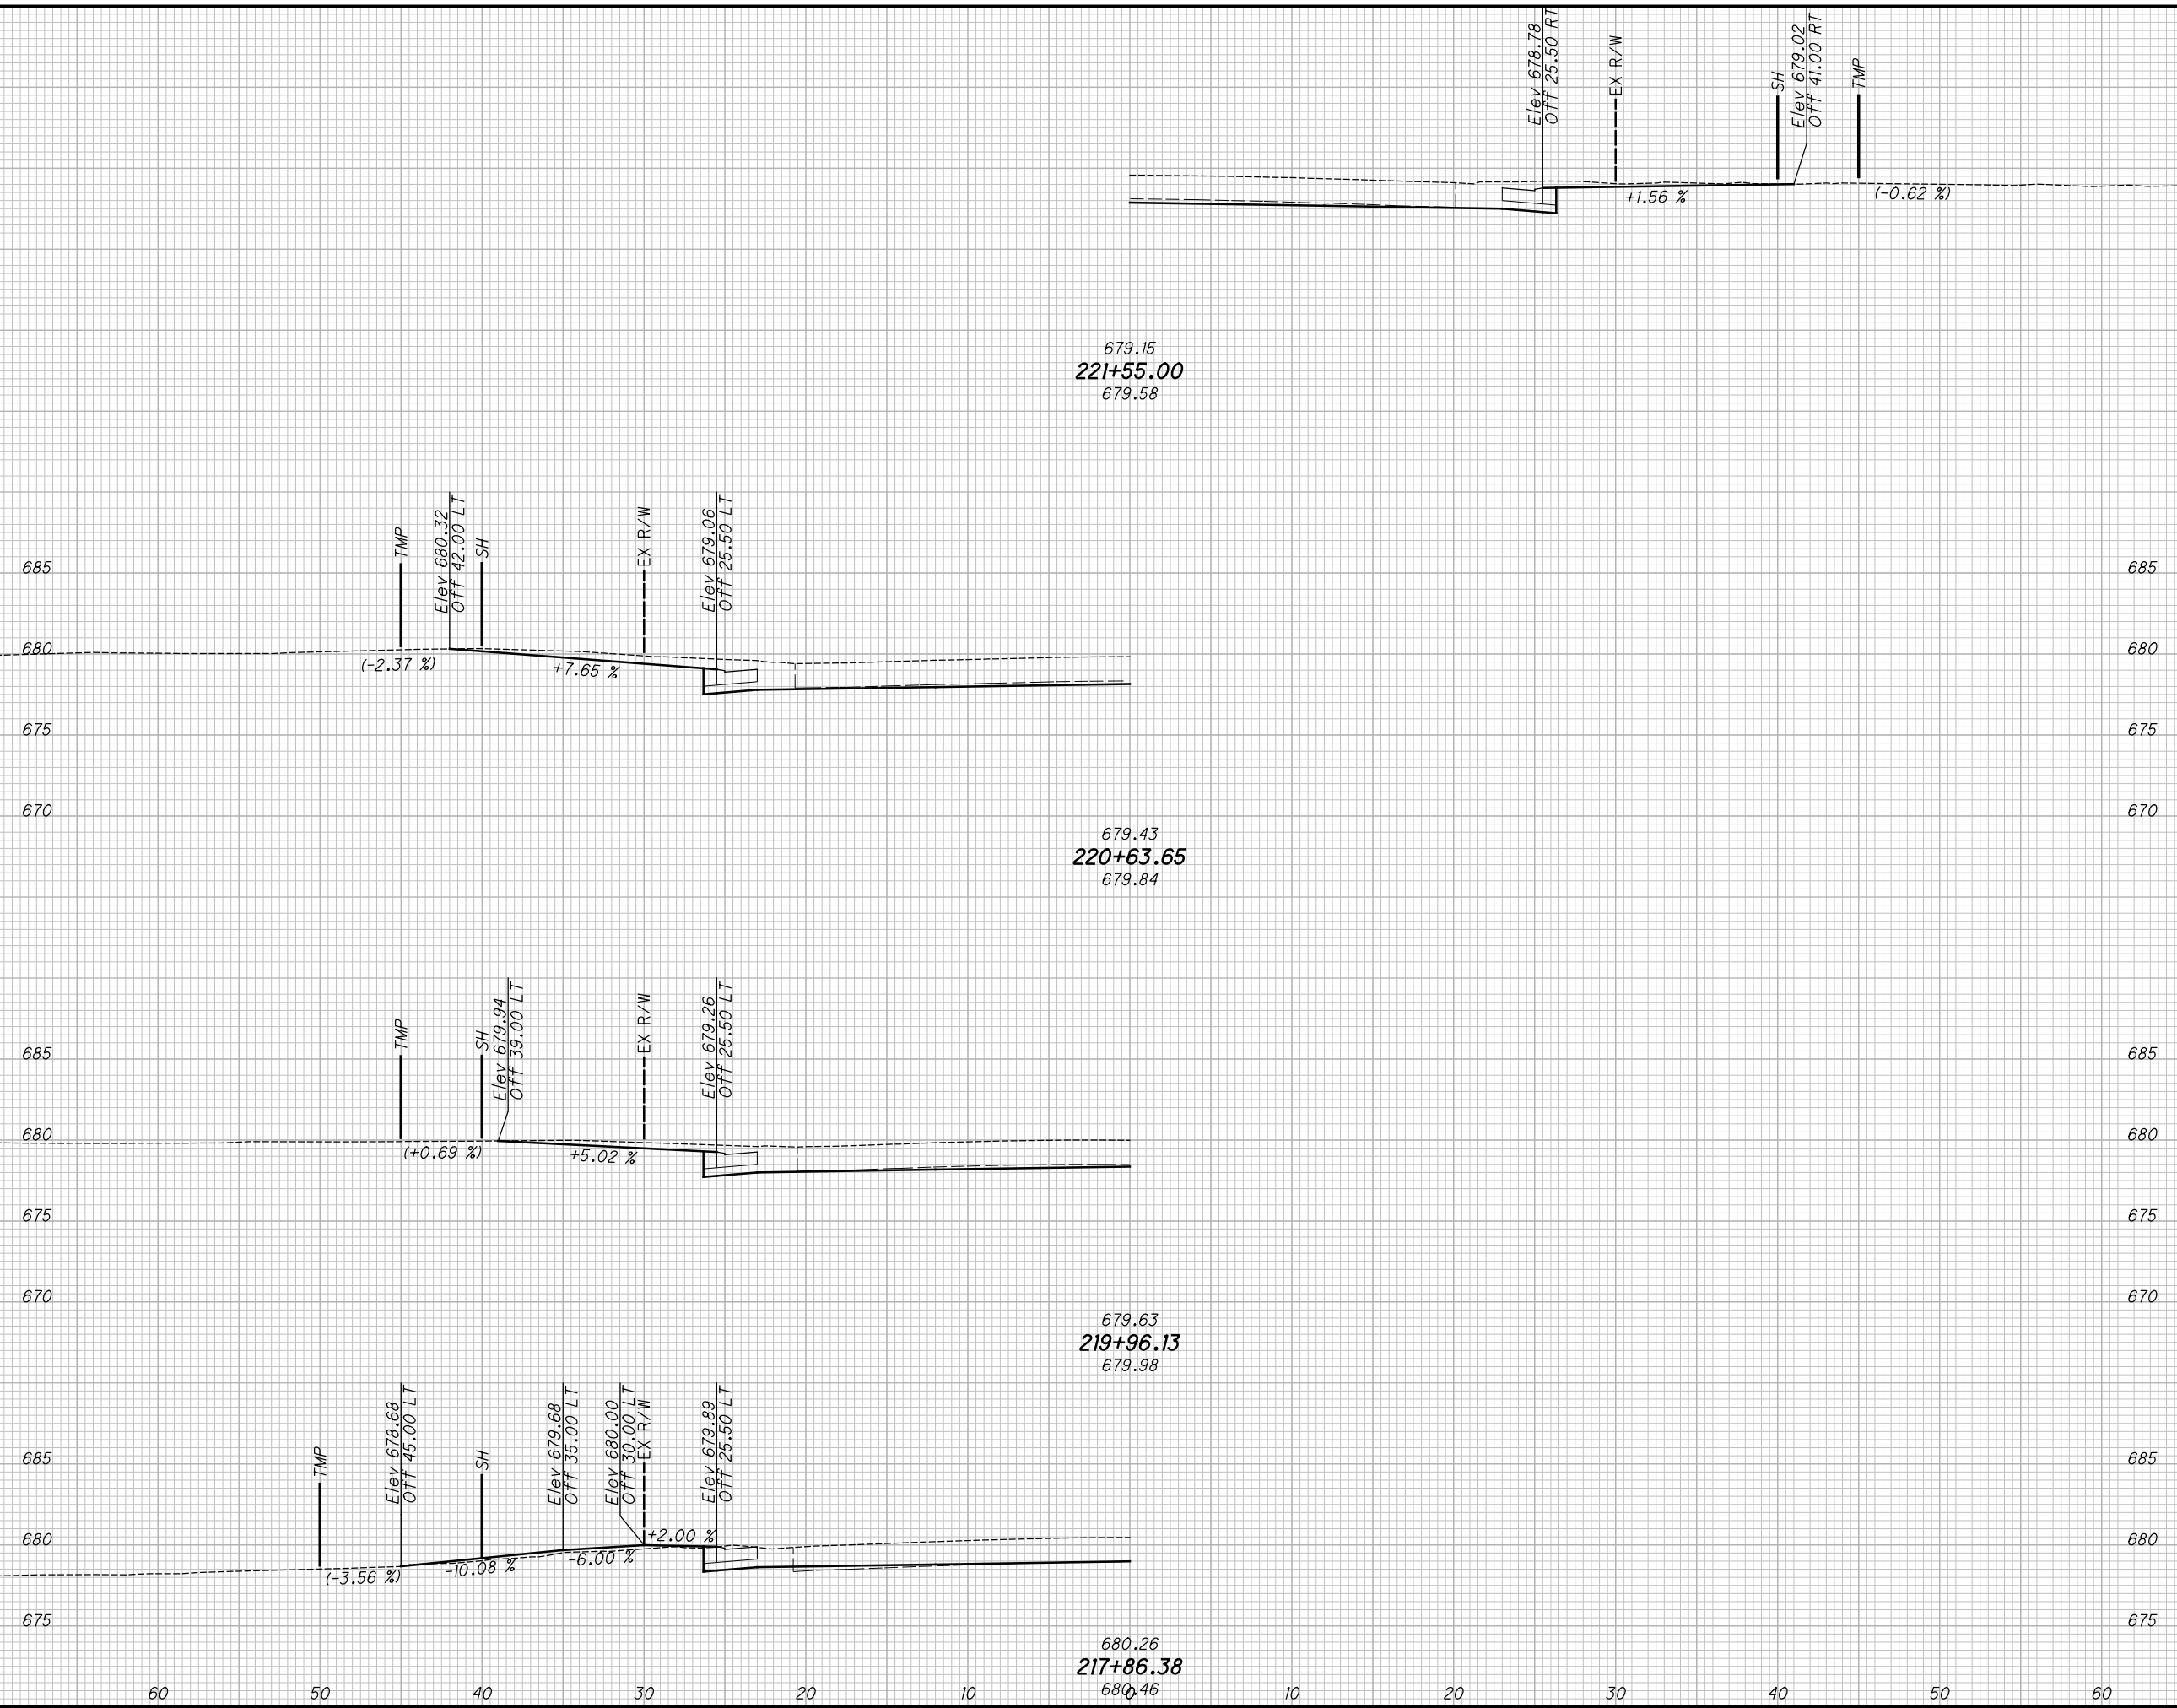 Elev 678.78
Off 25.50 RT
EX R/W
SH
Elev 679.02
Off 41.00 RT
TMP
+1.56 %
(-0.62 %)
679.15
221+55.00
679.58
TMP
Elev 680.32
Off 42.00 LT
SH
EX R/W
Elev 679.06
Off 25.50 LT
685
685
680
680
(-2.37 %)
+7.65 %
675
675
670
670
679.43
220+63.65
679.84
TMP
SH
Elev 679.94
Off 39.00 LT
EX R/W
Elev 679.26
Off 25.50 LT
685
685
680
680
(+0.69 %)
+5.02 %
675
675
670
670
679.63
219+96.13
679.98
TMP
Elev 678.68
Off 45.00 LT
SH
Elev 679.68
Off 35.00 LT
Elev 680.00
Off 30.00 LT
EX R/W
Elev 679.89
Off 25.50 LT
685
685
680
680
+2.00 %
-6.00 %
-10.08 %
(-3.56 %)
675
675
680.26
217+86.38
680.46
60 50 40 30 20 10 0 10 20 30 40 50 60